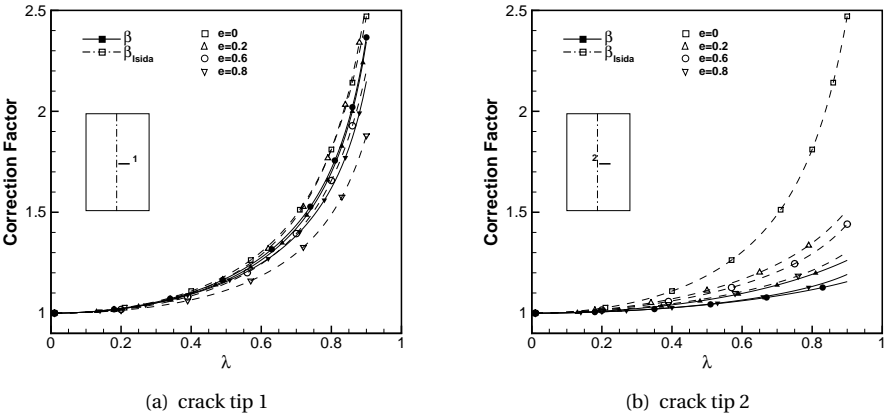 Correction Factor
2.5
2
1.5
1
0
0.2
0.4
0.6
0.8
1
λ
β
β_Isida
e=0
e=0.2
e=0.6
e=0.8
1
(a) crack tip 1
Correction Factor
2.5
2
1.5
1
0
0.2
0.4
0.6
0.8
1
λ
β
β_Isida
e=0
e=0.2
e=0.6
e=0.8
2
(b) crack tip 2